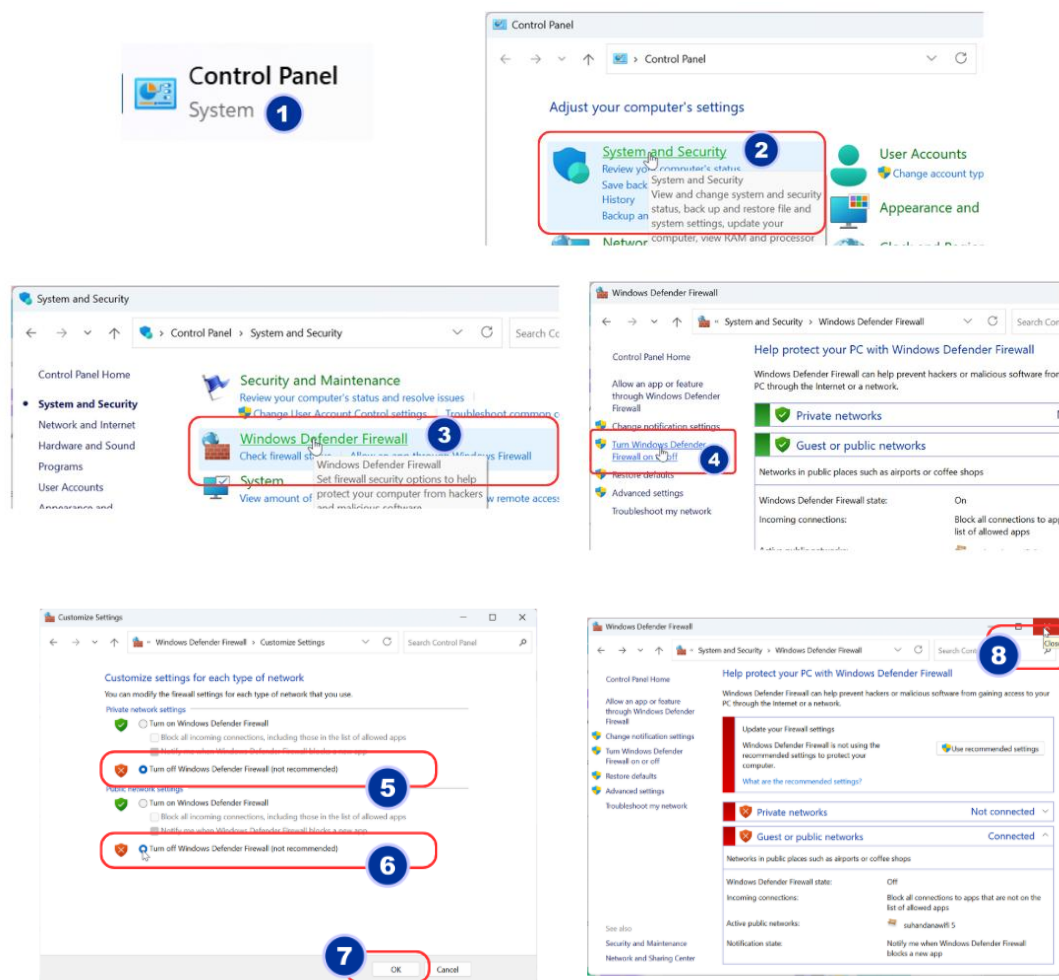 Control Panel
System
1
Control Panel
Control Panel
Adjust your computer's settings
System and Security
2
Review your computer's status
Save back
History
Backup an
System and Security
View and change system and security
status, back up and restore file and
system settings, update your
computer, view RAM and processor
Networ
User Accounts
Change account typ
Appearance and
System and Security
Control Panel > System and Security
Search Co
Control Panel Home
System and Security
Network and Internet
Hardware and Sound
Programs
User Accounts
Appearance and
Security and Maintenance
Review your computer's status and resolve issues
Change User Account Control settings
Troubleshoot common c
Windows Defender Firewall
3
Check firewall
Allow an app through Windows Firewall
Windows Defender Firewall
Set firewall security options to help
protect your computer from hackers
and malicious software.
System
View amount of
w remote access
Windows Defender Firewall
« System and Security > Windows Defender Firewall
Search Con
Control Panel Home
Allow an app or feature
through Windows Defender
Firewall
Change notification settings
Turn Windows Defender
Firewall on or off
4
Restore defaults
Advanced settings
Troubleshoot my network
Help protect your PC with Windows Defender Firewall
Windows Defender Firewall can help prevent hackers or malicious software from
PC through the Internet or a network.
Private networks
Guest or public networks
Networks in public places such as airports or coffee shops
Windows Defender Firewall state:
On
Incoming connections:
Block all connections to app
list of allowed apps
Customize Settings
« Windows Defender Firewall > Customize Settings
Search Control Panel
Customize settings for each type of network
You can modify the firewall settings for each type of network that you use.
Private network settings
Turn on Windows Defender Firewall
Block all incoming connections, including those in the list of allowed apps
Notify me when Windows Defender Firewall blocks a new app
Turn off Windows Defender Firewall (not recommended)
5
Public network settings
Turn on Windows Defender Firewall
Block all incoming connections, including those in the list of allowed apps
Notify me when Windows Defender Firewall blocks a new app
Turn off Windows Defender Firewall (not recommended)
6
7
OK
Cancel
Windows Defender Firewall
8
Close
« System and Security > Windows Defender Firewall
Search Cont
Control Panel Home
Allow an app or feature
through Windows Defender
Firewall
Change notification settings
Turn Windows Defender
Firewall on or off
Restore defaults
Advanced settings
Troubleshoot my network
See also
Security and Maintenance
Network and Sharing Center
Help protect your PC with Windows Defender Firewall
Windows Defender Firewall can help prevent hackers or malicious software from gaining access to your
PC through the Internet or a network.
Update your Firewall settings
Windows Defender Firewall is not using the
recommended settings to protect your
computer.
What are the recommended settings?
Use recommended settings
Private networks
Not connected
Guest or public networks
Connected
Networks in public places such as airports or coffee shops
Windows Defender Firewall state:
Off
Incoming connections:
Block all connections to apps that are not on the
list of allowed apps
Active public networks:
suhandanawifi 5
Notification state:
Notify me when Windows Defender Firewall
blocks a new app